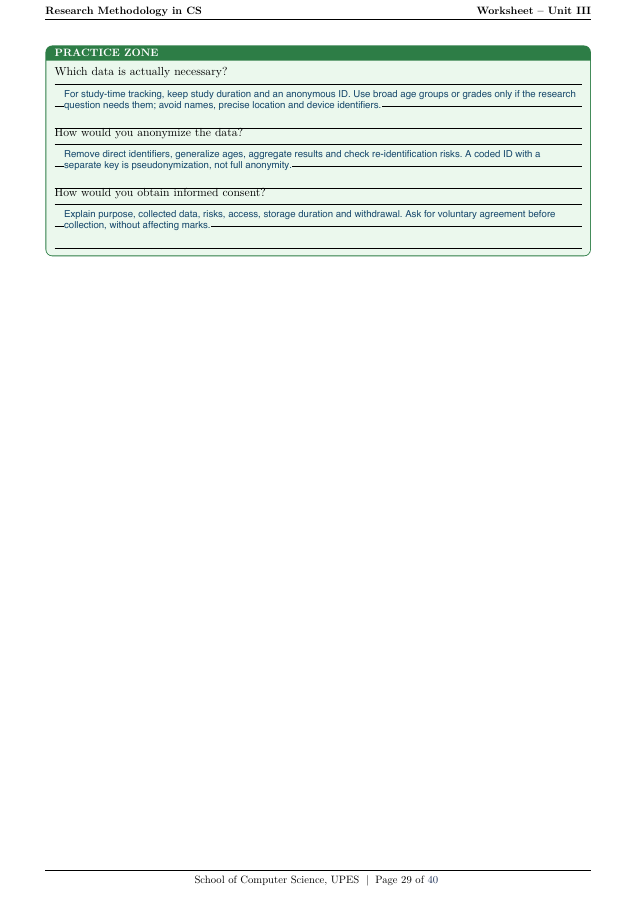 Research Methodology in CS
Worksheet – Unit III
PRACTICE ZONE
Which data is actually necessary?
For study-time tracking, keep study duration and an anonymous ID. Use broad age groups or grades only if the research
question needs them; avoid names, precise location and device identifiers.
How would you anonymize the data?
Remove direct identifiers, generalize ages, aggregate results and check re-identification risks. A coded ID with a
separate key is pseudonymization, not full anonymity.
How would you obtain informed consent?
Explain purpose, collected data, risks, access, storage duration and withdrawal. Ask for voluntary agreement before
collection, without affecting marks.
School of Computer Science, UPES | Page 29 of 40